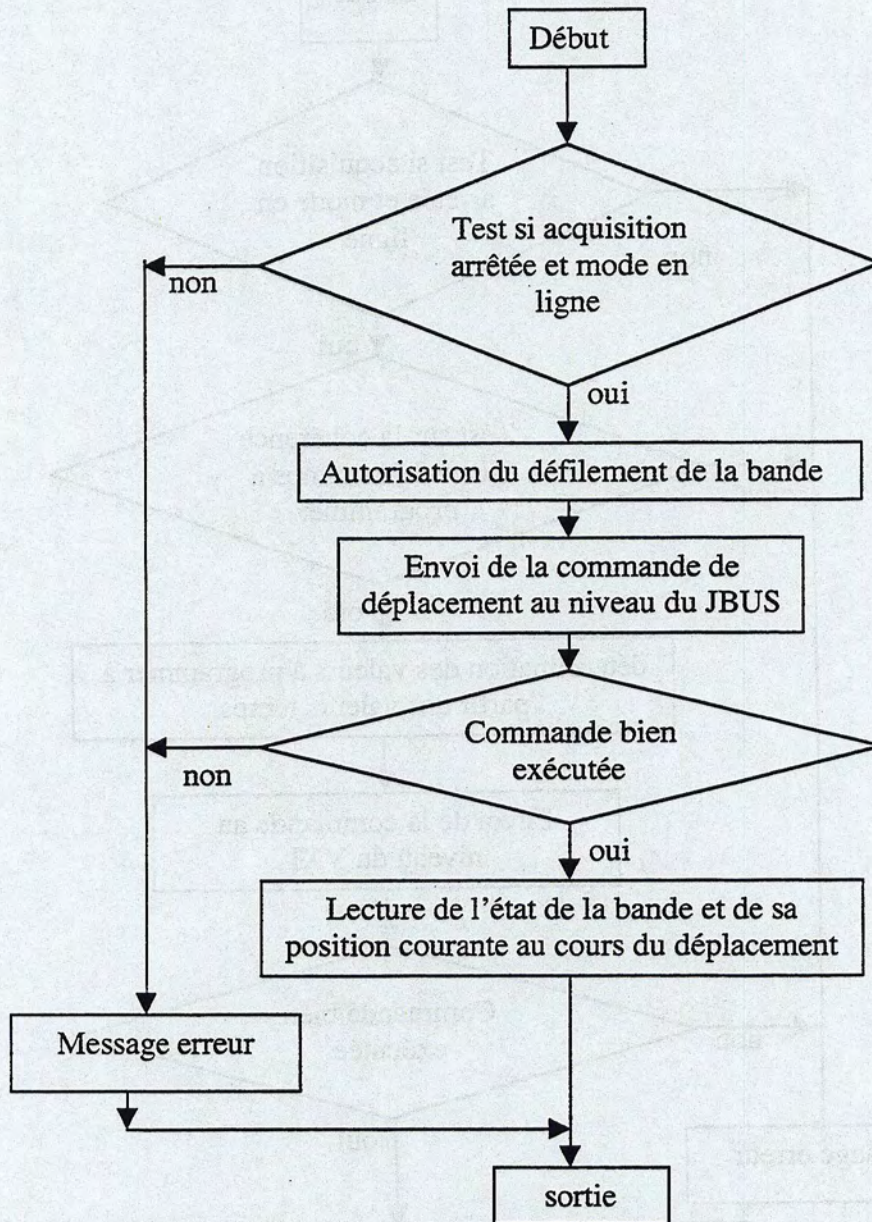 Début
Test si acquisition
arrêtée et mode en
ligne
non
oui
Autorisation du défilement de la bande
Envoi de la commande de
déplacement au niveau du JBUS
Commande bien
exécutée
non
oui
Lecture de l'état de la bande et de sa
position courante au cours du déplacement
Message erreur
sortie